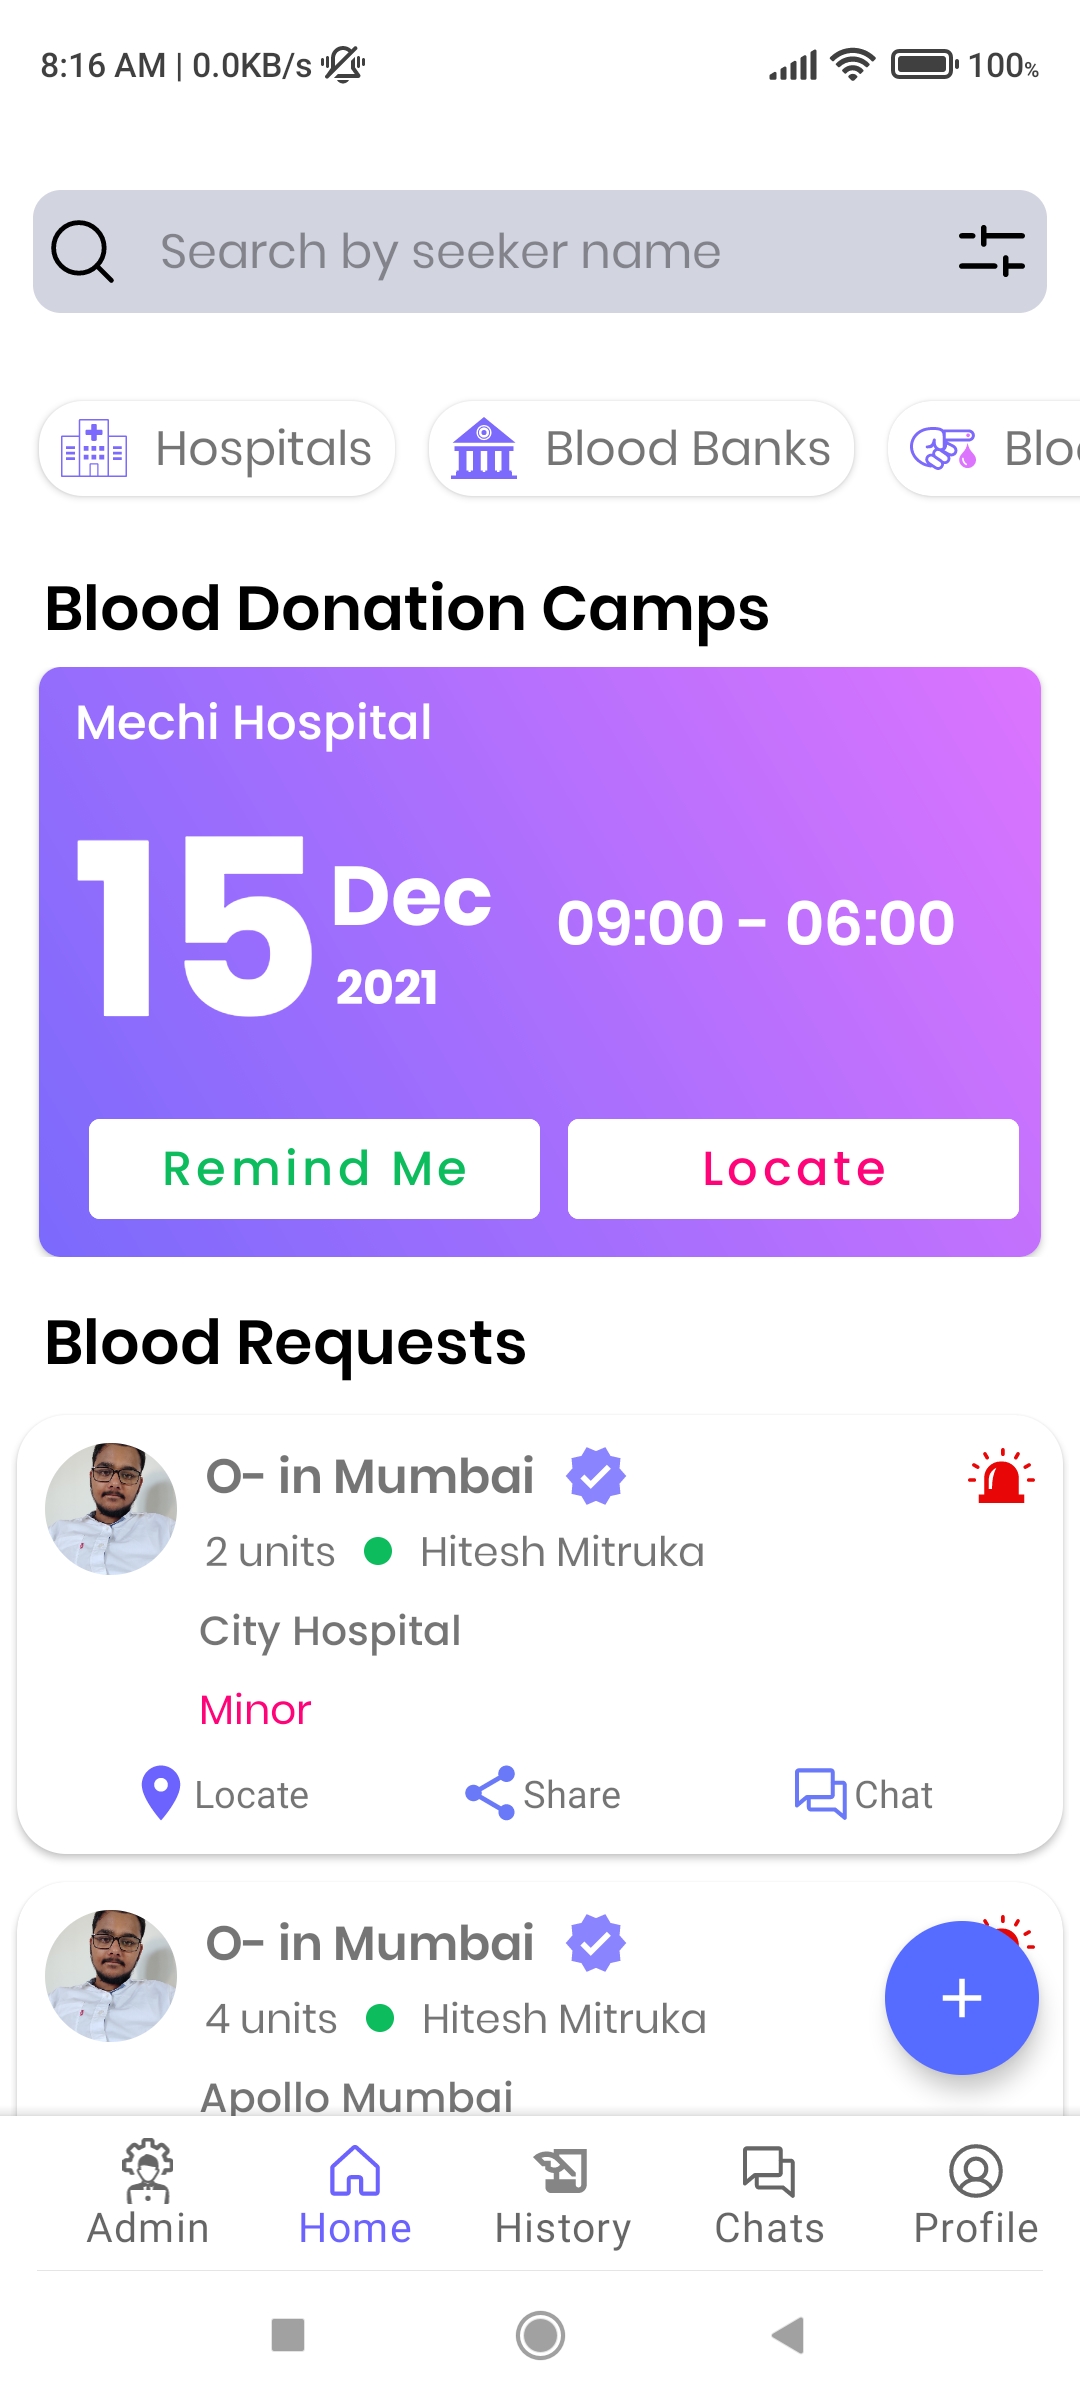 8:16 AM | 0.0KB/s 100%
Search by seeker name
Hospitals Blood Banks Bloo
Blood Donation Camps
Mechi Hospital
15 Dec 2021 09:00 - 06:00
Remind Me Locate
Blood Requests
O- in Mumbai
2 units Hitesh Mitruka
City Hospital
Minor
Locate Share Chat
O- in Mumbai
4 units Hitesh Mitruka
Apollo Mumbai
Admin Home History Chats Profile